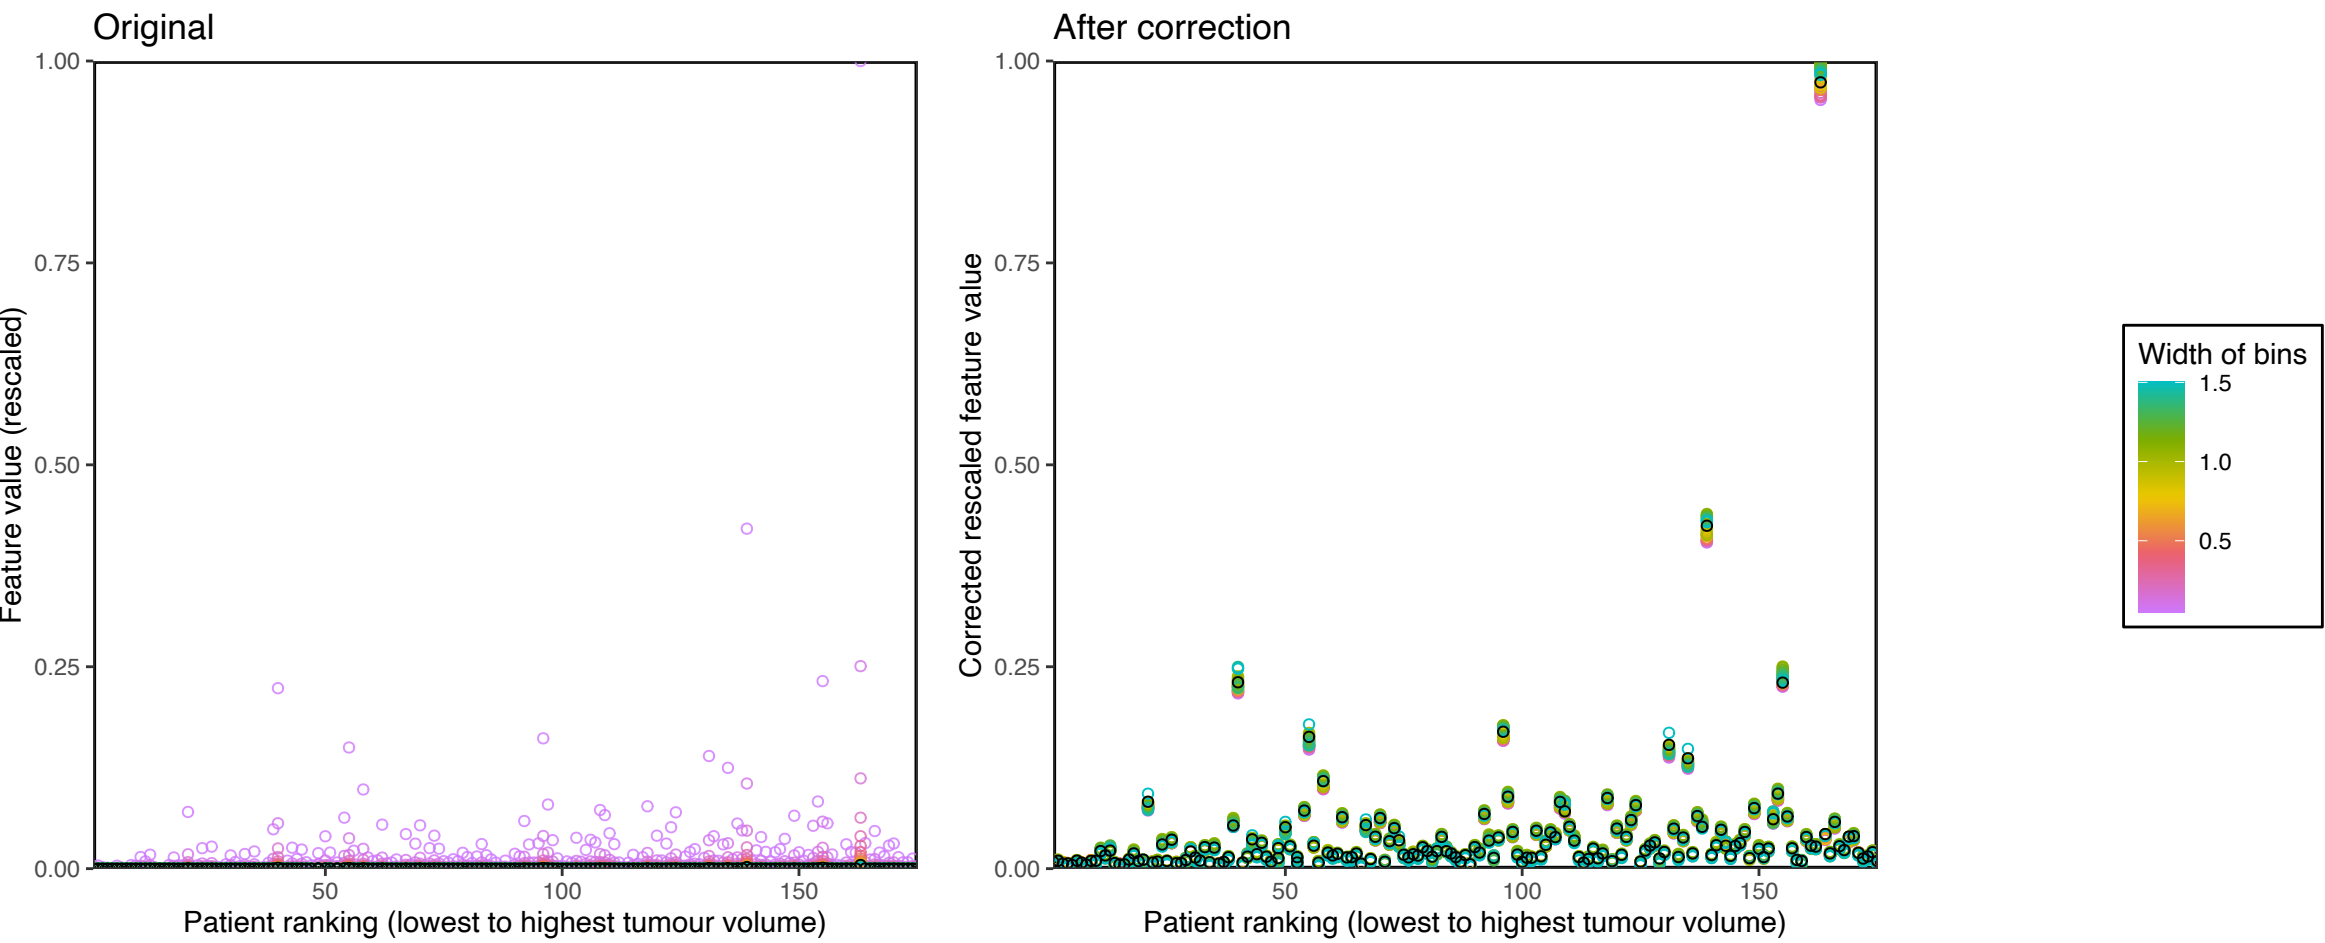 Original
1.00
0.75
0.50
0.25
0.00
Feature value (rescaled)
50
100
150
Patient ranking (lowest to highest tumour volume)
After correction
1.00
0.75
0.50
0.25
0.00
Corrected rescaled feature value
50
100
150
Patient ranking (lowest to highest tumour volume)
Width of bins
1.5
1.0
0.5